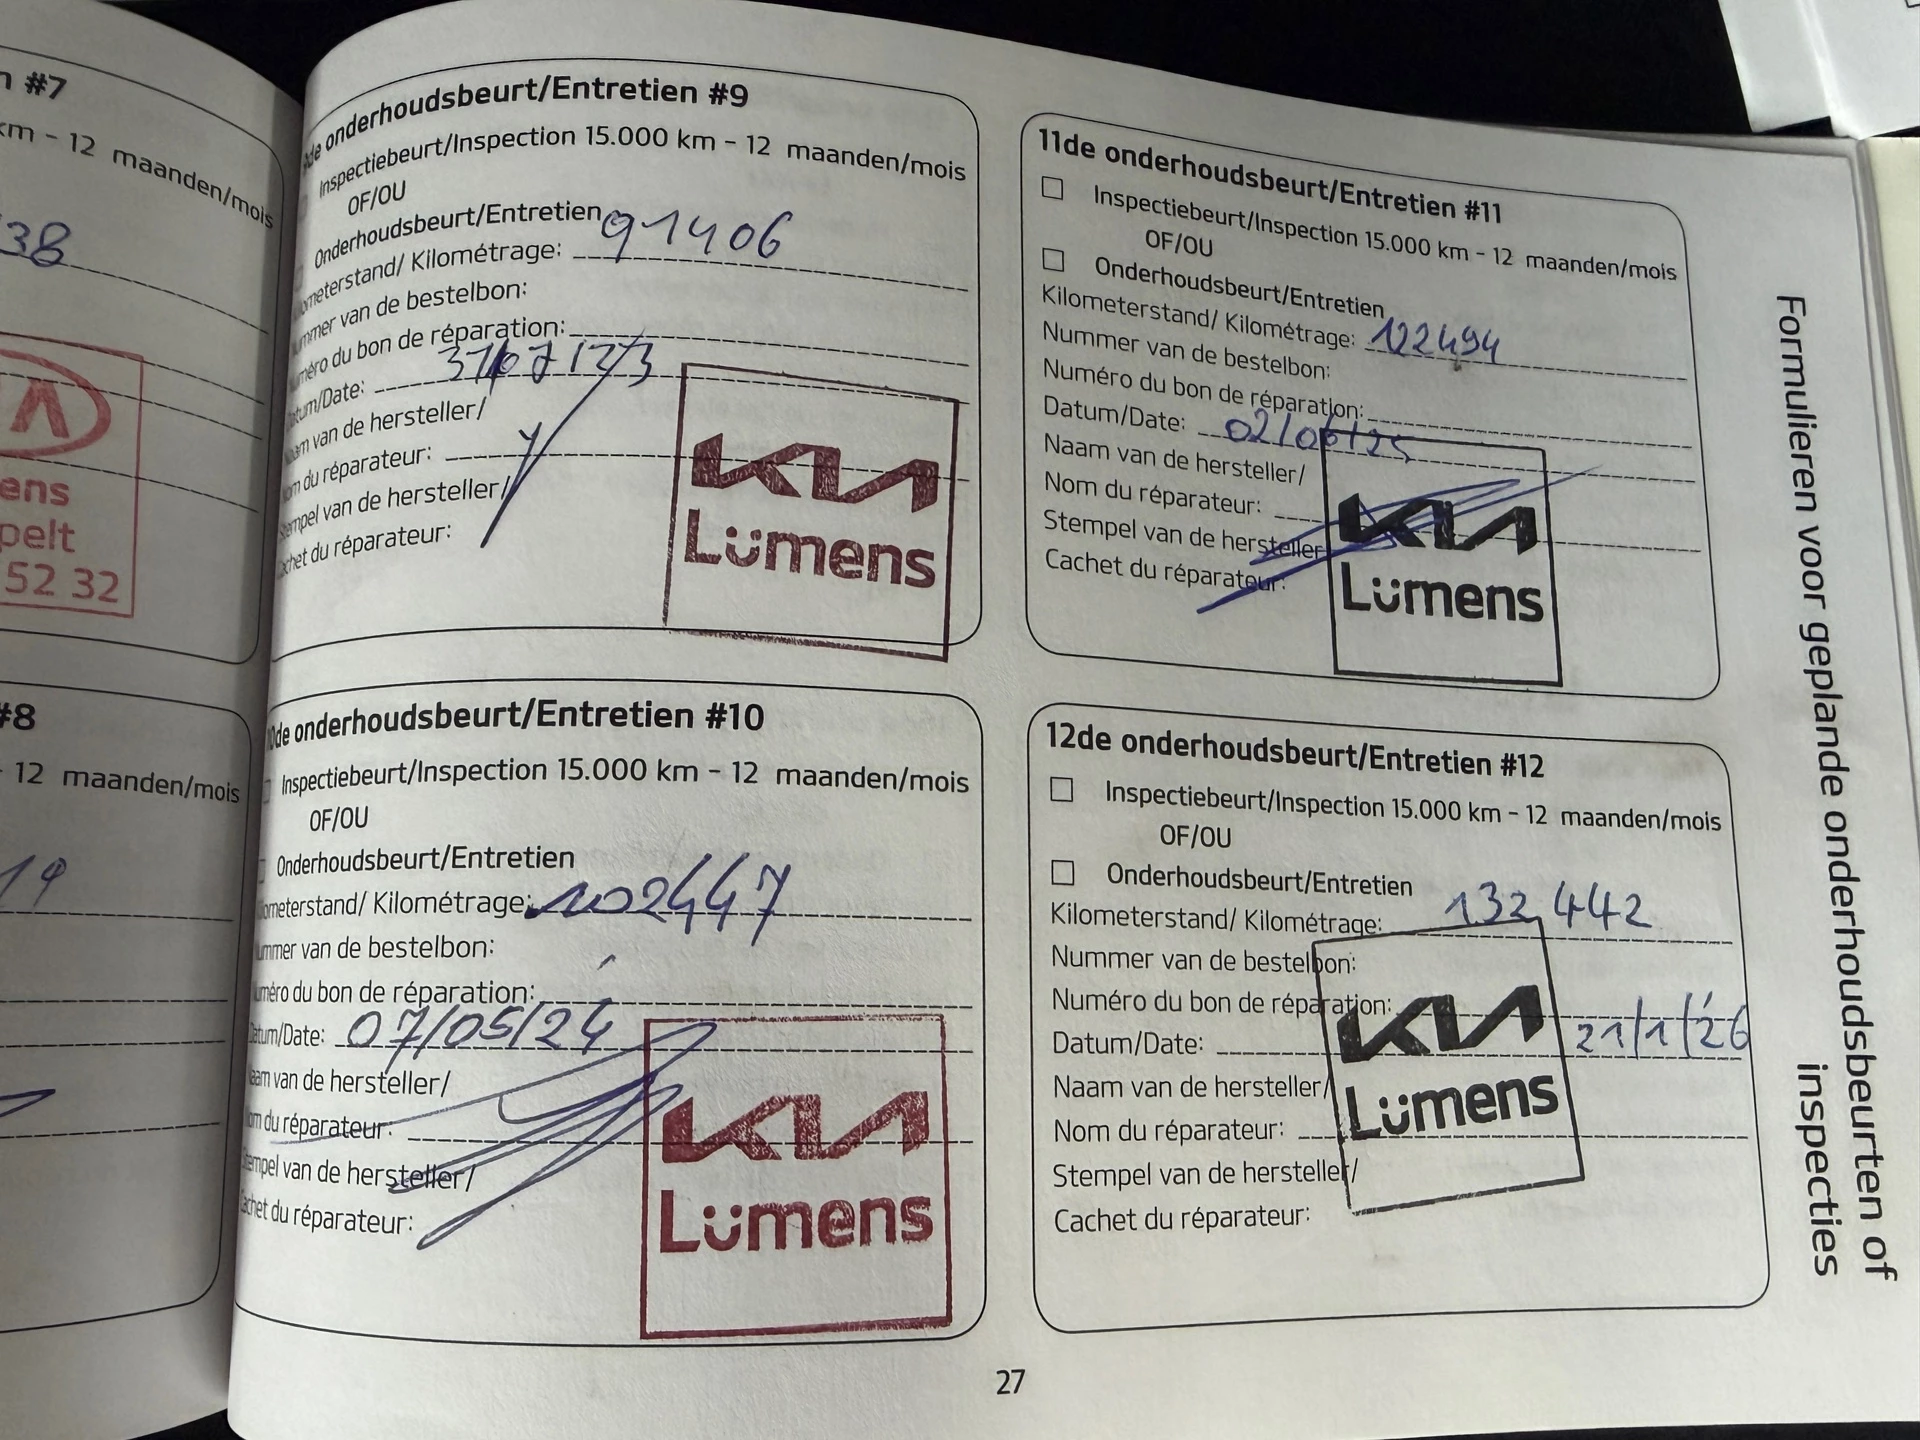 n #7
km - 12 maanden/mois
38
ens
pelt
52 32
#8
- 12 maanden/mois
19
9de onderhoudsbeurt/Entretien #9
Inspectiebeurt/Inspection 15.000 km - 12 maanden/mois
OF/OU
Onderhoudsbeurt/Entretien
Kilometerstand/ Kilométrage: 91406
Nummer van de bestelbon:
Numéro du bon de réparation:
Datum/Date: 31/07/23
Naam van de hersteller/
Nom du réparateur:
Stempel van de hersteller/
Cachet du réparateur:
KIA
Lümens
10de onderhoudsbeurt/Entretien #10
Inspectiebeurt/Inspection 15.000 km - 12 maanden/mois
OF/OU
Onderhoudsbeurt/Entretien
Kilometerstand/ Kilométrage: 102447
Nummer van de bestelbon:
Numéro du bon de réparation:
Datum/Date: 07/05/24
Naam van de hersteller/
Nom du réparateur:
Stempel van de hersteller/
Cachet du réparateur:
KIA
Lümens
11de onderhoudsbeurt/Entretien #11
Inspectiebeurt/Inspection 15.000 km - 12 maanden/mois
OF/OU
Onderhoudsbeurt/Entretien
Kilometerstand/ Kilométrage: 122494
Nummer van de bestelbon:
Numéro du bon de réparation:
Datum/Date: 02/06/25
Naam van de hersteller/
Nom du réparateur:
Stempel van de hersteller
Cachet du réparateur:
KIA
Lümens
12de onderhoudsbeurt/Entretien #12
Inspectiebeurt/Inspection 15.000 km - 12 maanden/mois
OF/OU
Onderhoudsbeurt/Entretien
Kilometerstand/ Kilométrage: 132442
Nummer van de bestelbon:
Numéro du bon de réparation:
Datum/Date: 21/1/26
Naam van de hersteller/
Nom du réparateur:
Stempel van de hersteller/
Cachet du réparateur:
KIA
Lümens
Formulieren voor geplande onderhoudsbeurten of
inspecties
27